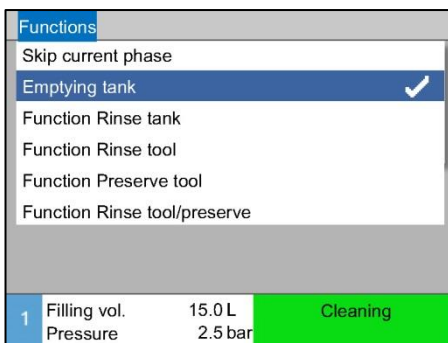 Functions
Skip current phase
Emptying tank
Function Rinse tank
Function Rinse tool
Function Preserve tool
Function Rinse tool/preserve
1 Filling vol. 15.0 L Cleaning
Pressure 2.5 bar